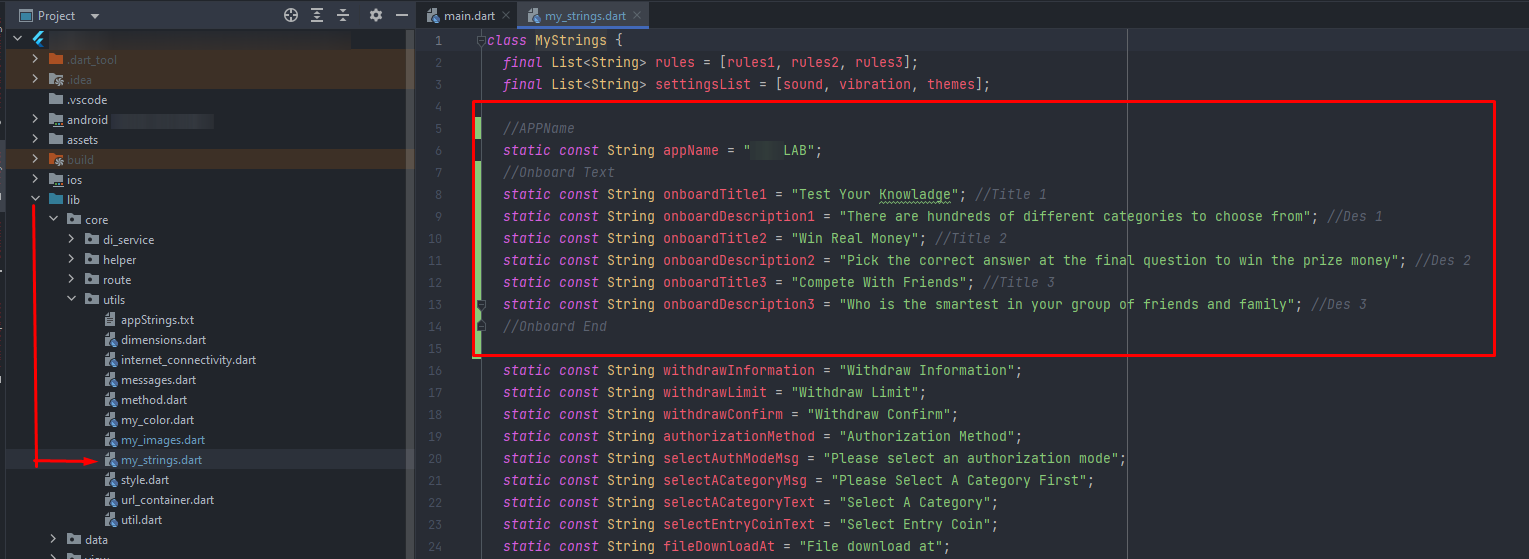 Project
.dart_tool
.idea
.vscode
android
assets
build
ios
lib
core
di_service
helper
route
utils
appStrings.txt
dimensions.dart
internet_connectivity.dart
messages.dart
method.dart
my_color.dart
my_images.dart
my_strings.dart
style.dart
url_container.dart
util.dart
data
view
main.dart
my_strings.dart
1 class MyStrings {
2 final List<String> rules = [rules1, rules2, rules3];
3 final List<String> settingsList = [sound, vibration, themes];
4
5 //APPName
6 static const String appName = " LAB";
7 //Onboard Text
8 static const String onboardTitle1 = "Test Your Knowladge"; //Title 1
9 static const String onboardDescription1 = "There are hundreds of different categories to choose from"; //Des 1
10 static const String onboardTitle2 = "Win Real Money"; //Title 2
11 static const String onboardDescription2 = "Pick the correct answer at the final question to win the prize money"; //Des 2
12 static const String onboardTitle3 = "Compete With Friends"; //Title 3
13 static const String onboardDescription3 = "Who is the smartest in your group of friends and family"; //Des 3
14 //Onboard End
15
16 static const String withdrawInformation = "Withdraw Information";
17 static const String withdrawLimit = "Withdraw Limit";
18 static const String withdrawConfirm = "Withdraw Confirm";
19 static const String authorizationMethod = "Authorization Method";
20 static const String selectAuthModeMsg = "Please select an authorization mode";
21 static const String selectACategoryMsg = "Please Select A Category First";
22 static const String selectACategoryText = "Select A Category";
23 static const String selectEntryCoinText = "Select Entry Coin";
24 static const String fileDownloadAt = "File download at";